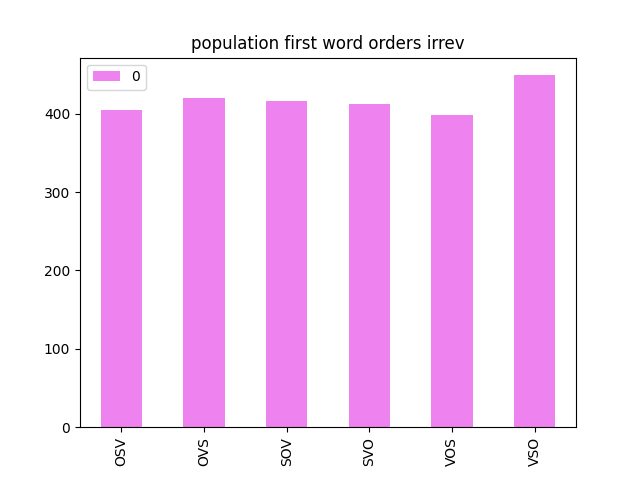 population first word orders irrev
0
400
300
200
100
0
OSV
OVS
SOV
SVO
VOS
VSO